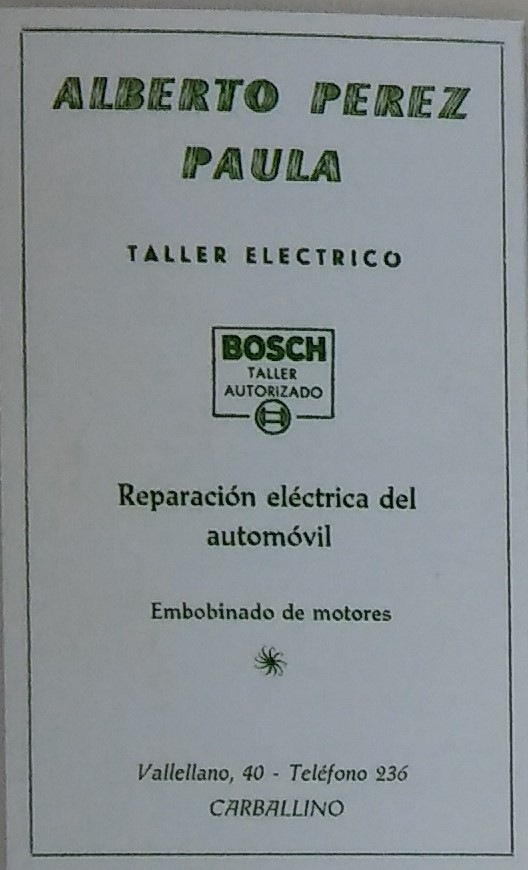 ALBERTO PEREZ
PAULA
TALLER ELECTRICO
BOSCH
TALLER
AUTORIZADO
Reparación eléctrica del
automóvil
Embobinado de motores
Vallellano, 40 - Teléfono 236
CARBALLINO